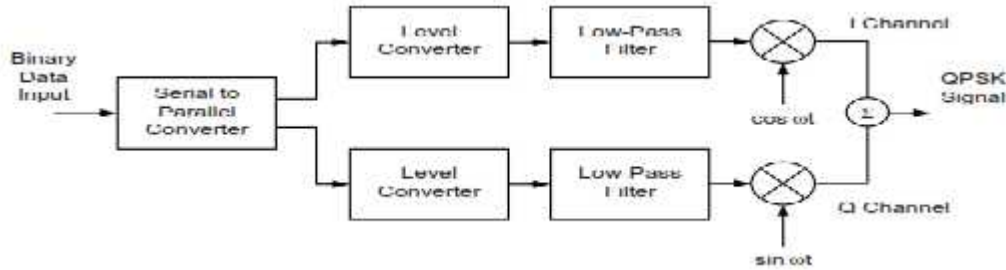 Binary
Data
Input
Serial to
Parallel
Converter
Level
Converter
Low-Pass
Filter
I Channel
cos ωt
Σ
QPSK
Signal
Level
Converter
Low Pass
Filter
Q Channel
sin ωt